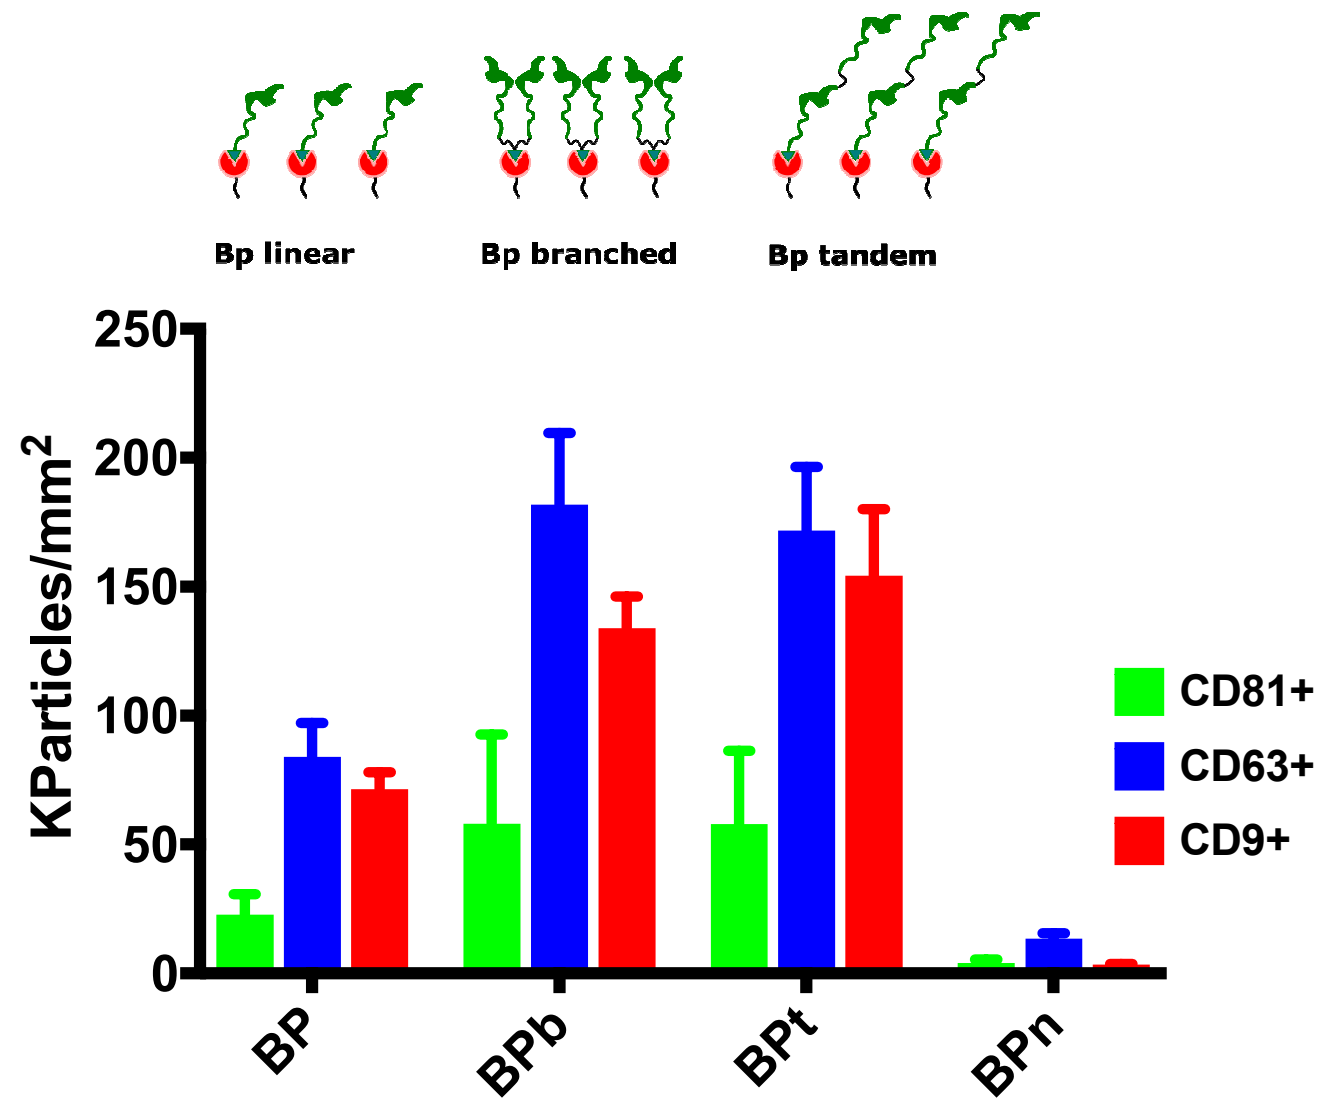 Bp linear
Bp branched
Bp tandem
250
200
150
100
50
0
KParticles/mm²
BP
BPb
BPt
BPn
CD81+
CD63+
CD9+